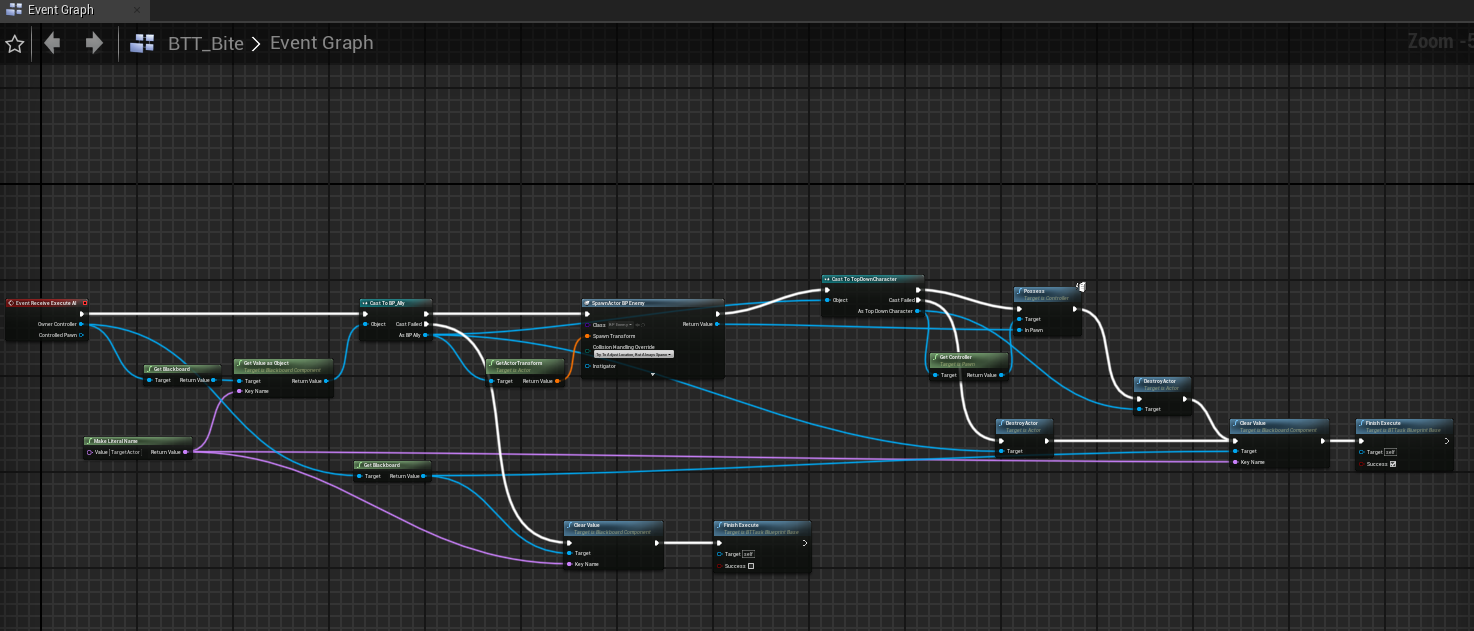 Event Graph
BTT_Bite > Event Graph
Zoom -5
Event Receive Execute AI
Owner Controller
Controlled Pawn
Get Blackboard
Target Return Value
Get Value as Object
Target is Blackboard Component
Target Return Value
Key Name
Make Literal Name
Value TargetActor Return Value
Cast To BP_Ally
Object Cast Failed
As BP Ally
Get Blackboard
Target Return Value
GetActorTransform
Target is Actor
Target Return Value
SpawnActor BP Enemy
Class BP Enemy Return Value
Spawn Transform
Collision Handling Override
Try To Adjust Location, But Always Spawn
Instigator
Clear Value
Target is Blackboard Component
Target
Key Name
Finish Execute
Target is BTTask Blueprint Base
Target self
Success
Cast To TopDownCharacter
Object Cast Failed
As Top Down Character
Get Controller
Target is Pawn
Target Return Value
Possess
Target is Controller
Target
In Pawn
DestroyActor
Target is Actor
Target
DestroyActor
Target is Actor
Target
Clear Value
Target is Blackboard Component
Target
Key Name
Finish Execute
Target is BTTask Blueprint Base
Target self
Success